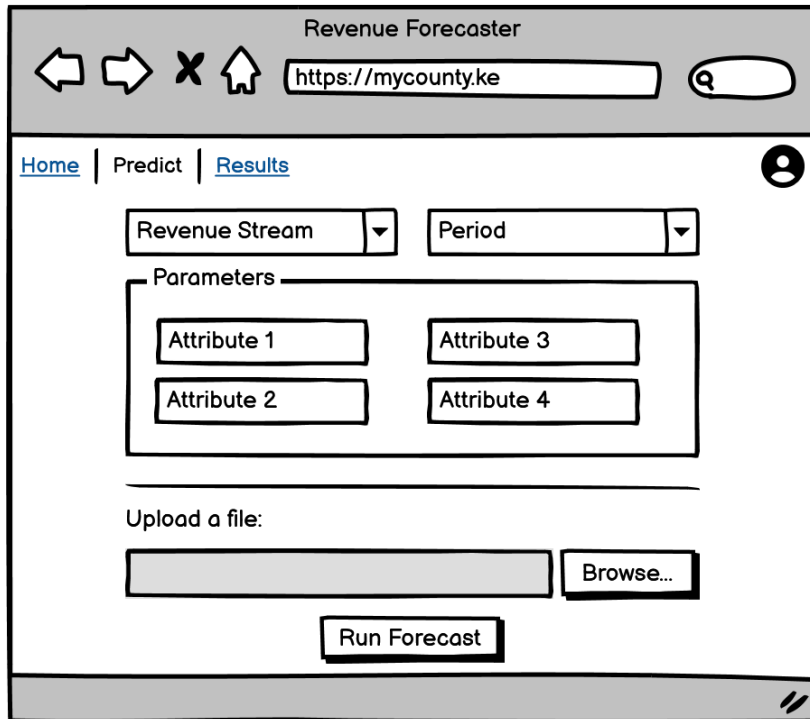 Revenue Forecaster
https://mycounty.ke
Home Predict Results
Revenue Stream Period
Parameters
Attribute 1 Attribute 3
Attribute 2 Attribute 4
Upload a file:
Browse...
Run Forecast